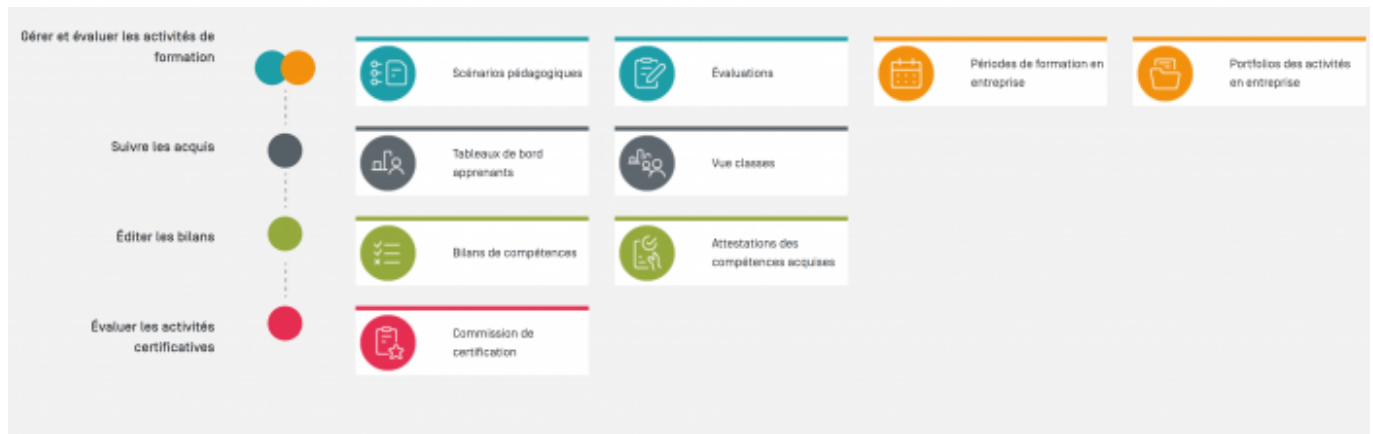 Gérer et évaluer les activités de
formation
Scénarios pédagogiques
Évaluations
Périodes de formation en
entreprise
Portfolios des activités
en entreprise
Suivre les acquis
Tableaux de bord
apprenants
Vue classes
Éditer les bilans
Bilans de compétences
Attestations des
compétences acquises
Évaluer les activités
certificatives
Commission de
certification